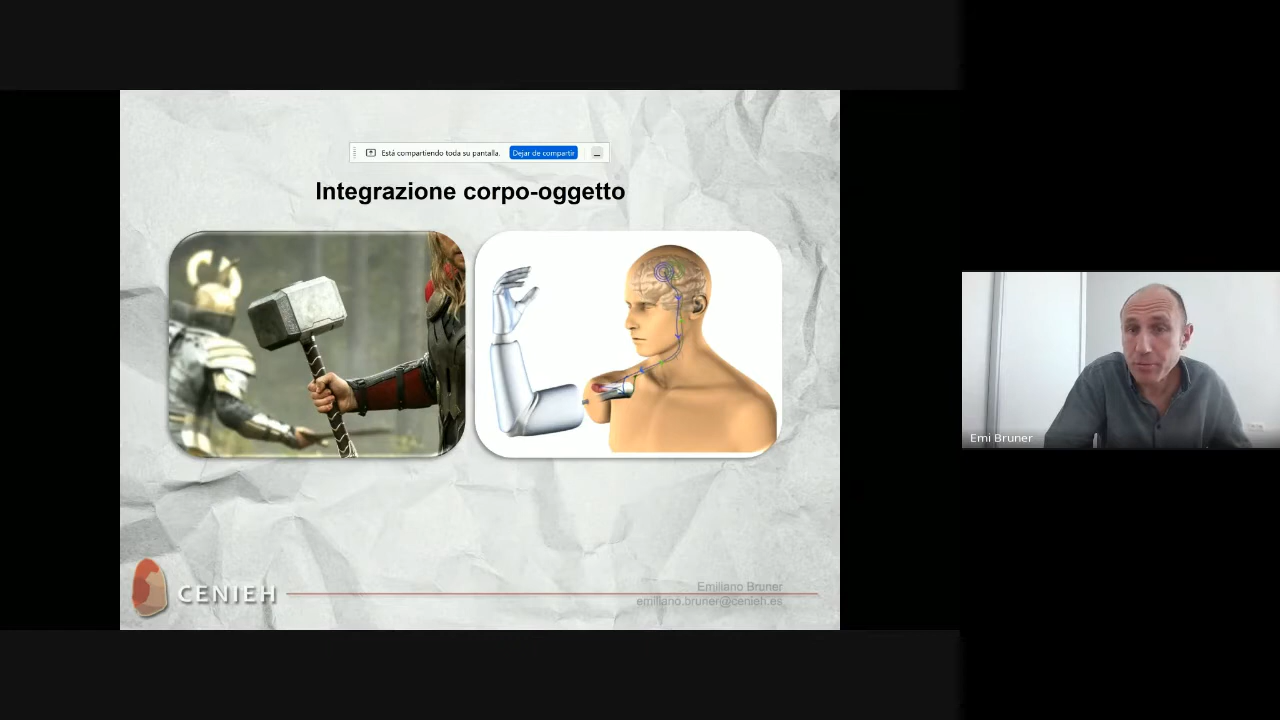 Está compartiendo toda su pantalla.
Dejar de compartir
Integrazione corpo-oggetto
CENIEH
Emiliano Bruner
emiliano.bruner@cenieh.es
Emi Bruner